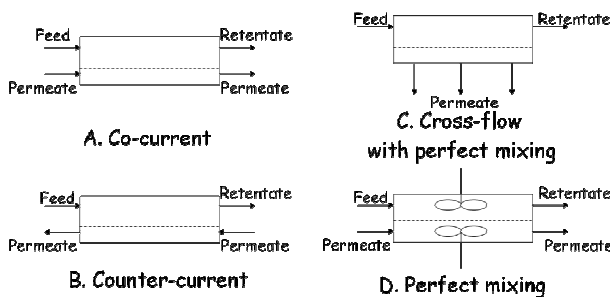 Feed Retentate
Permeate Permeate
A. Co-current
Feed Retentate
Permeate
C. Cross-flow
with perfect mixing
Feed Retentate
Permeate Permeate
B. Counter-current
Feed Retentate
Permeate Permeate
D. Perfect mixing